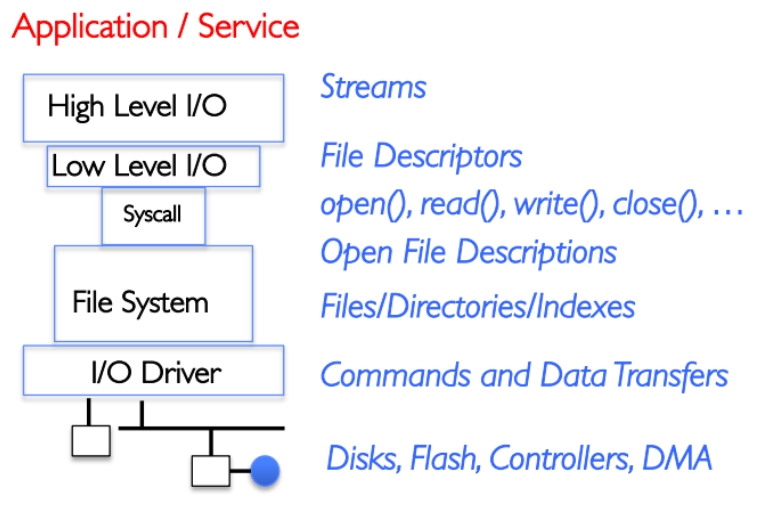 Application / Service
High Level I/O
Streams
Low Level I/O
File Descriptors
Syscall
open(), read(), write(), close(), …
Open File Descriptions
File System
Files/Directories/Indexes
I/O Driver
Commands and Data Transfers
Disks, Flash, Controllers, DMA